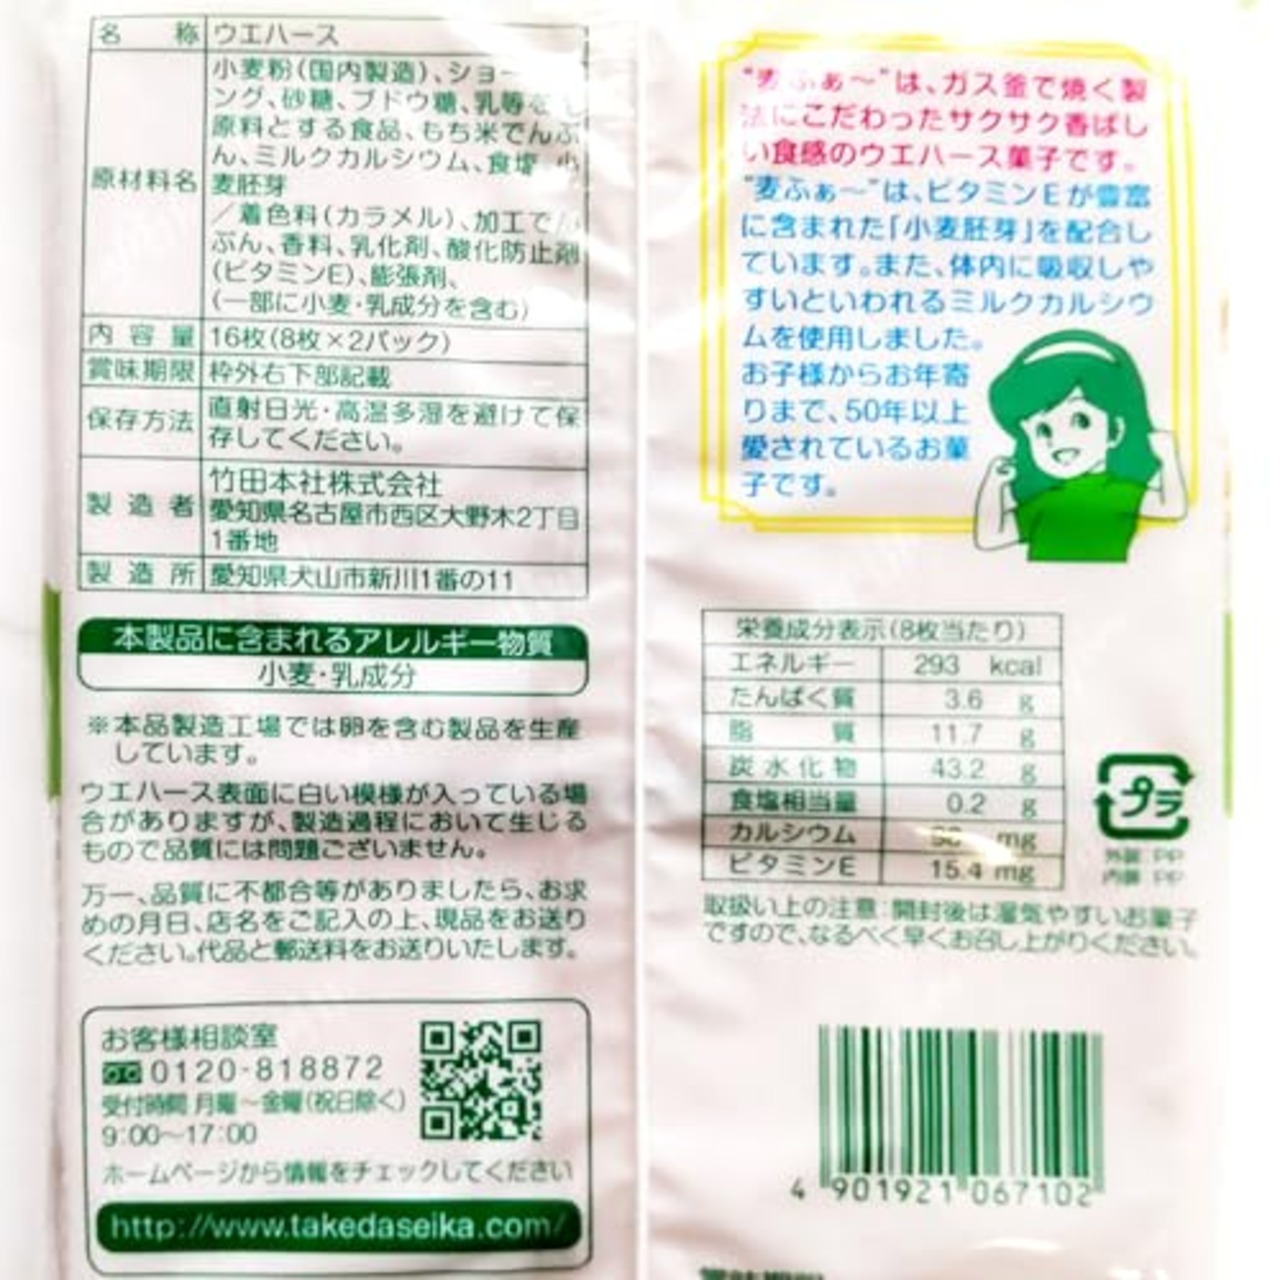 名称 ウエハース
原材料名 小麦粉(国内製造)、ショー
ング、砂糖、ブドウ糖、乳等を
原料とする食品、もち米でんぷ
ん、ミルクカルシウム、食塩、小
麦胚芽
/着色料(カラメル)、加工でん
ぷん、香料、乳化剤、酸化防止剤
(ビタミンE)、膨張剤、
(一部に小麦・乳成分を含む)
内容量 16枚(8枚×2パック)
賞味期限 枠外右下部記載
保存方法 直射日光・高温多湿を避けて保
存してください。
製造者 竹田本社株式会社
愛知県名古屋市西区大野木2丁目
1番地
製造所 愛知県犬山市新川1番の11
本製品に含まれるアレルギー物質
小麦・乳成分
※本品製造工場では卵を含む製品を生産
しています。
ウエハース表面に白い模様が入っている場
合がありますが、製造過程において生じる
もので品質には問題ございません。
万一、品質に不都合等がありましたら、お求
めの月日、店名をご記入の上、現品をお送り
ください。代品と郵送料をお送りいたします。
お客様相談室
0120-818872
受付時間 月曜~金曜(祝日除く)
9:00~17:00
ホームページから情報をチェックしてください
http://www.takedaseika.com/
"麦ふぁ~"は、ガス釜で焼く製
法にこだわったサクサク香ばし
い食感のウエハース菓子です。
"麦ふぁ~"は、ビタミンEが豊富
に含まれた「小麦胚芽」を配合し
ています。また、体内に吸収しや
すいといわれるミルクカルシウ
ムを使用しました。
お子様からお年寄
りまで、50年以上
愛されているお菓
子です。
栄養成分表示(8枚当たり)
エネルギー 293 kcal
たんぱく質 3.6 g
脂質 11.7 g
炭水化物 43.2 g
食塩相当量 0.2 g
カルシウム mg
ビタミンE 15.4 mg
プラ
外装:PP
内装:PP
取扱い上の注意:開封後は湿気やすいお菓子
ですので、なるべく早くお召し上がりください。
4 901921 067102